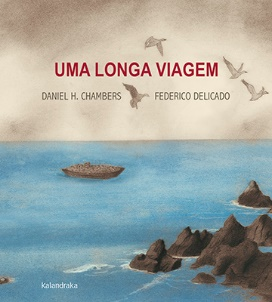 UMA LONGA VIAGEM
DANIEL H. CHAMBERS FEDERICO DELICADO
kalandraka